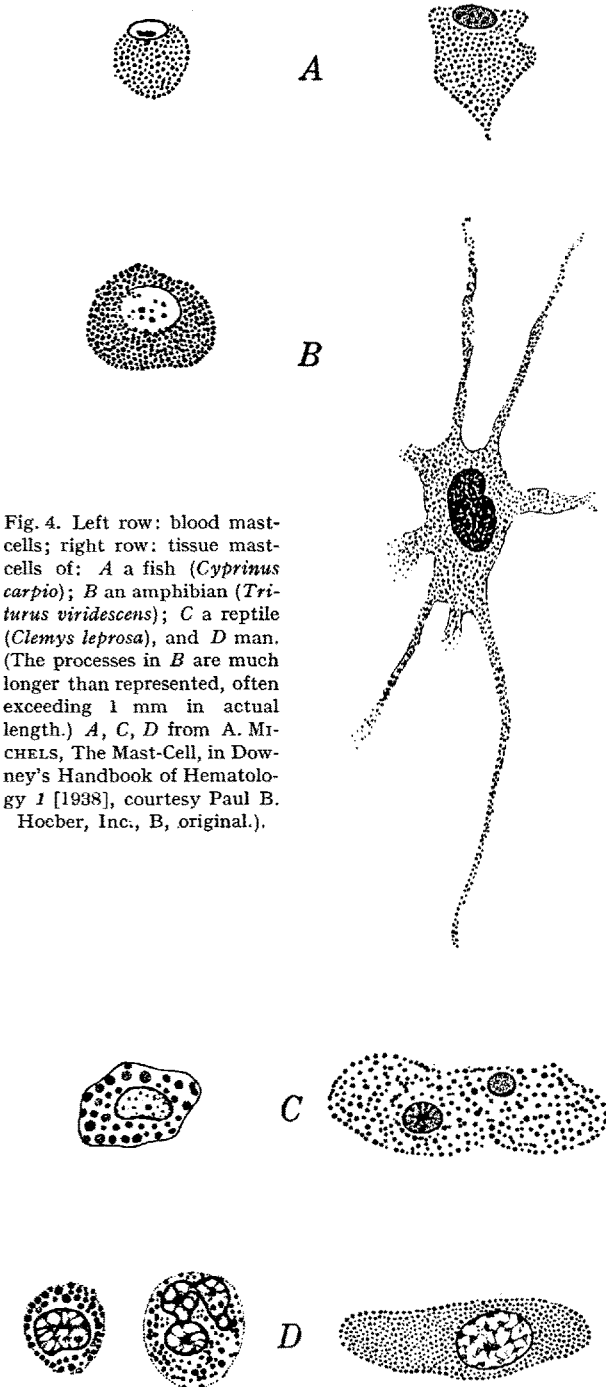 A
B
Fig. 4. Left row: blood mast-
cells; right row: tissue mast-
cells of: A a fish (Cyprinus
carpio); B an amphibian (Tri-
turus viridescens); C a reptile
(Clemys leprosa), and D man.
(The processes in B are much
longer than represented, often
exceeding 1 mm in actual
length.) A, C, D from A. MI-
CHELS, The Mast-Cell, in Dow-
ney's Handbook of Hematolo-
gy 1 [1938], courtesy Paul B.
Hoeber, Inc., B, original.).
C
D